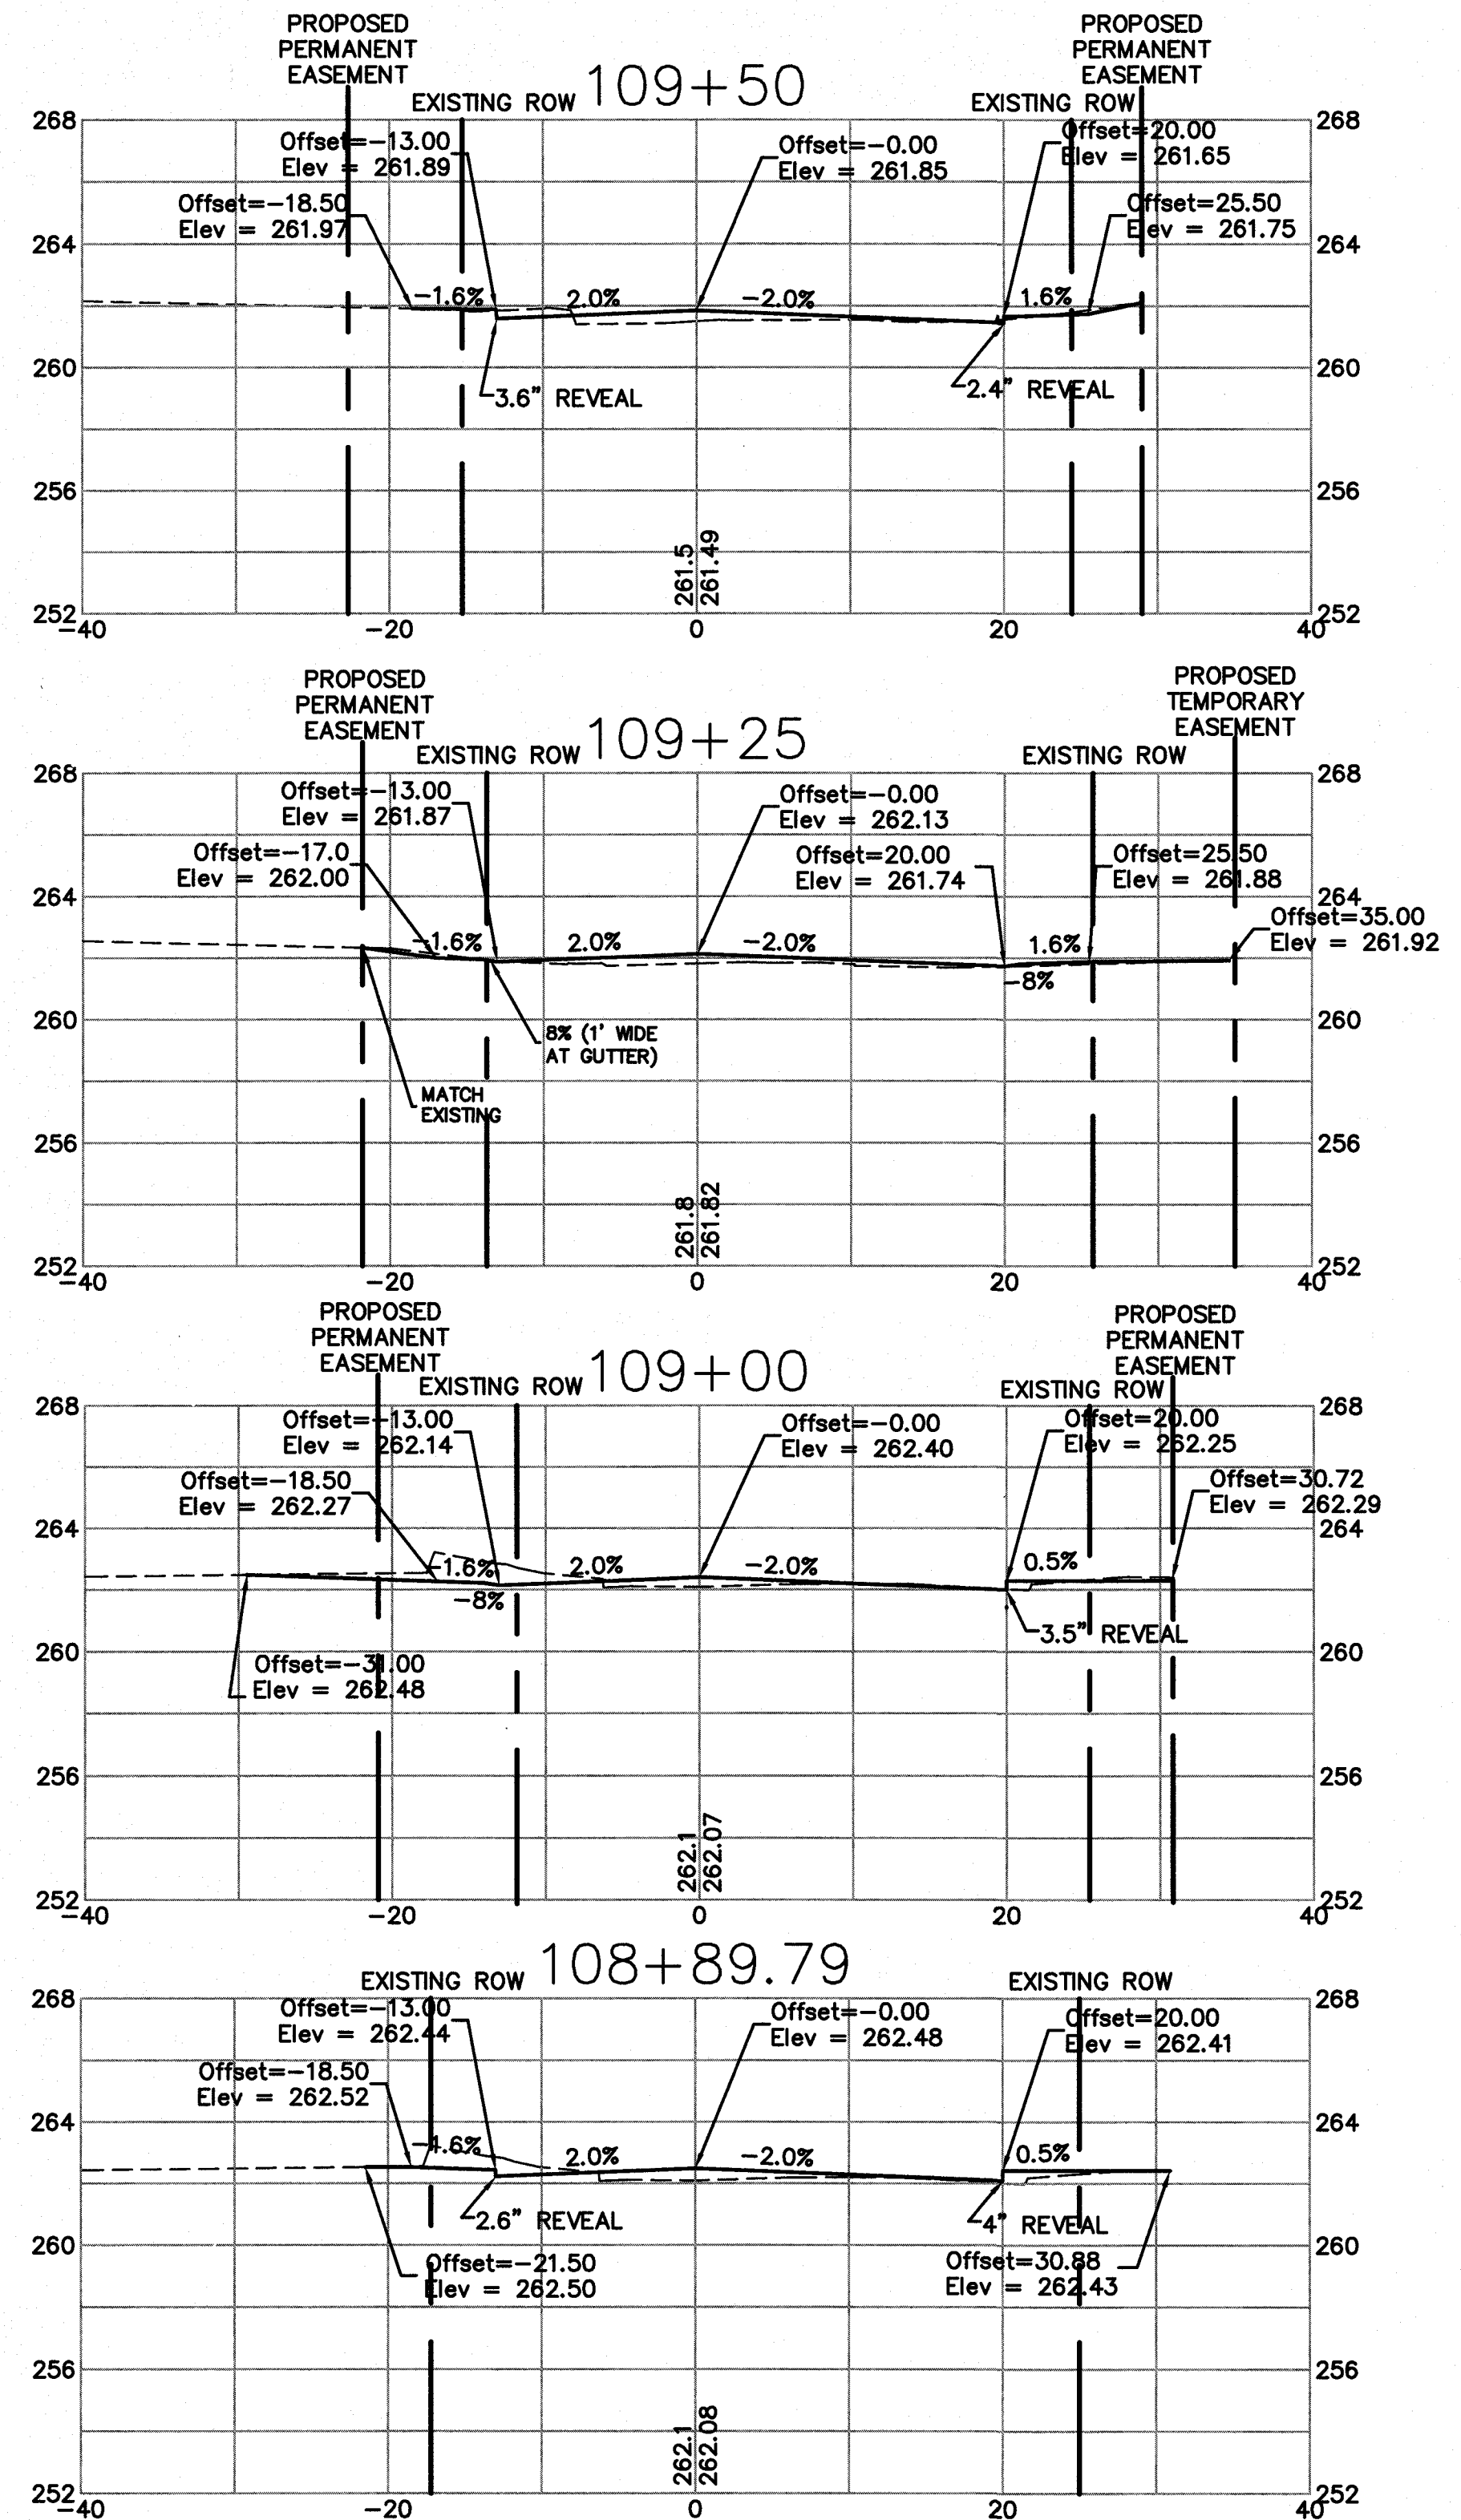 PROPOSED
PERMANENT
EASEMENT
PROPOSED
PERMANENT
EASEMENT
EXISTING ROW
109+50
EXISTING ROW
268
268
Offset=-13.00
Elev = 261.89
Offset=-0.00
Elev = 261.85
Offset=20.00
Elev = 261.65
Offset=-18.50
Elev = 261.97
Offset=25.50
Elev = 261.75
264
264
-1.6%
2.0%
-2.0%
1.6%
260
260
3.6" REVEAL
2.4" REVEAL
256
256
261.5
261.49
252
252
-40
-20
0
20
40
PROPOSED
PERMANENT
EASEMENT
PROPOSED
TEMPORARY
EASEMENT
EXISTING ROW
109+25
EXISTING ROW
268
268
Offset=-13.00
Elev = 261.87
Offset=-0.00
Elev = 262.13
Offset=-17.0
Elev = 262.00
Offset=20.00
Elev = 261.74
Offset=25.50
Elev = 261.88
264
264
Offset=35.00
Elev = 261.92
-1.6%
2.0%
-2.0%
1.6%
-8%
260
260
8% (1' WIDE
AT GUTTER)
MATCH
EXISTING
256
256
261.8
261.82
252
252
-40
-20
0
20
40
PROPOSED
PERMANENT
EASEMENT
PROPOSED
PERMANENT
EASEMENT
EXISTING ROW
109+00
EXISTING ROW
268
268
Offset=-13.00
Elev = 262.14
Offset=-0.00
Elev = 262.40
Offset=20.00
Elev = 262.25
Offset=-18.50
Elev = 262.27
Offset=30.72
Elev = 262.29
264
264
-1.6%
2.0%
-2.0%
0.5%
-8%
3.5" REVEAL
260
260
Offset=-31.00
Elev = 262.48
256
256
262.1
262.07
252
252
-40
-20
0
20
40
108+89.79
EXISTING ROW
EXISTING ROW
268
268
Offset=-13.00
Elev = 262.44
Offset=-0.00
Elev = 262.48
Offset=20.00
Elev = 262.41
Offset=-18.50
Elev = 262.52
264
264
-1.6%
2.0%
-2.0%
0.5%
2.6" REVEAL
4" REVEAL
260
260
Offset=-21.50
Elev = 262.50
Offset=30.88
Elev = 262.43
256
256
262.1
262.08
252
252
-40
-20
0
20
40